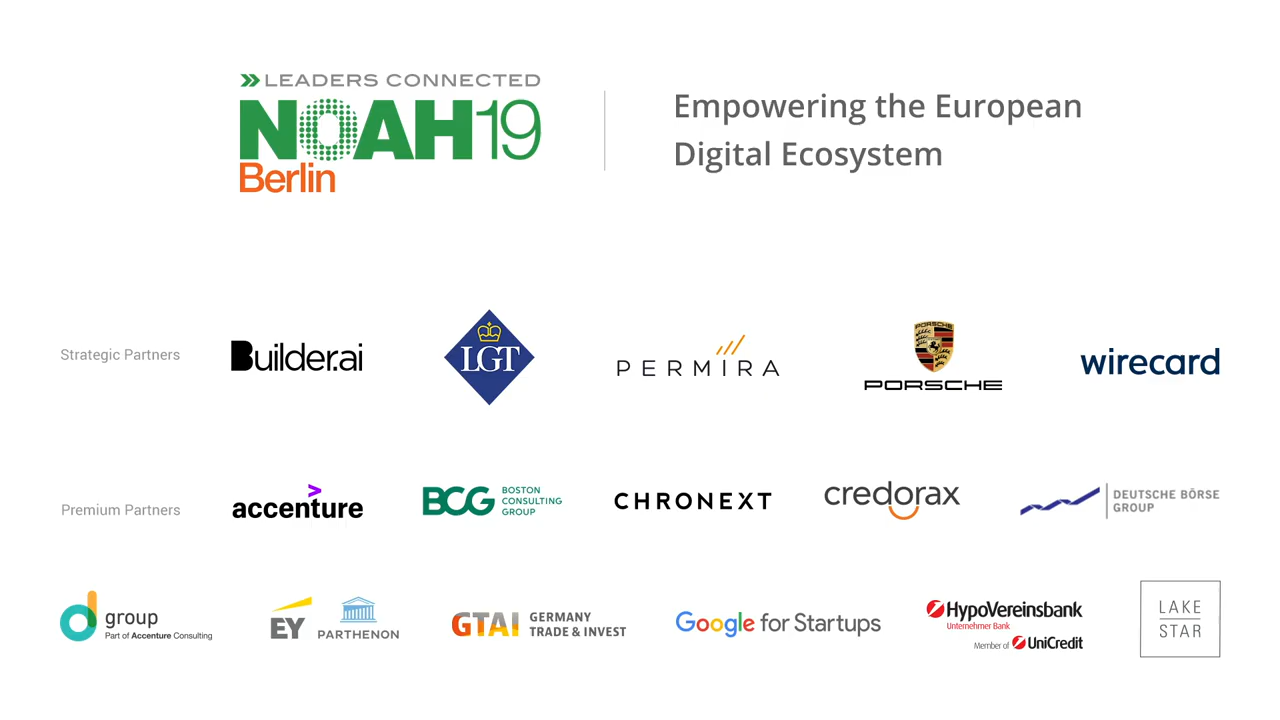 LEADERS CONNECTED
NOAH19
Berlin
Empowering the European
Digital Ecosystem
Strategic Partners
Builder.ai
LGT
PERMIRA
PORSCHE
PORSCHE
wirecard
Premium Partners
accenture
BCG
BOSTON
CONSULTING
GROUP
CHRONEXT
credorax
DEUTSCHE BÖRSE
GROUP
d group
Part of Accenture Consulting
EY
PARTHENON
GTAI
GERMANY
TRADE & INVEST
Google for Startups
HypoVereinsbank
Unternehmer Bank
Member of UniCredit
LAKE
STAR